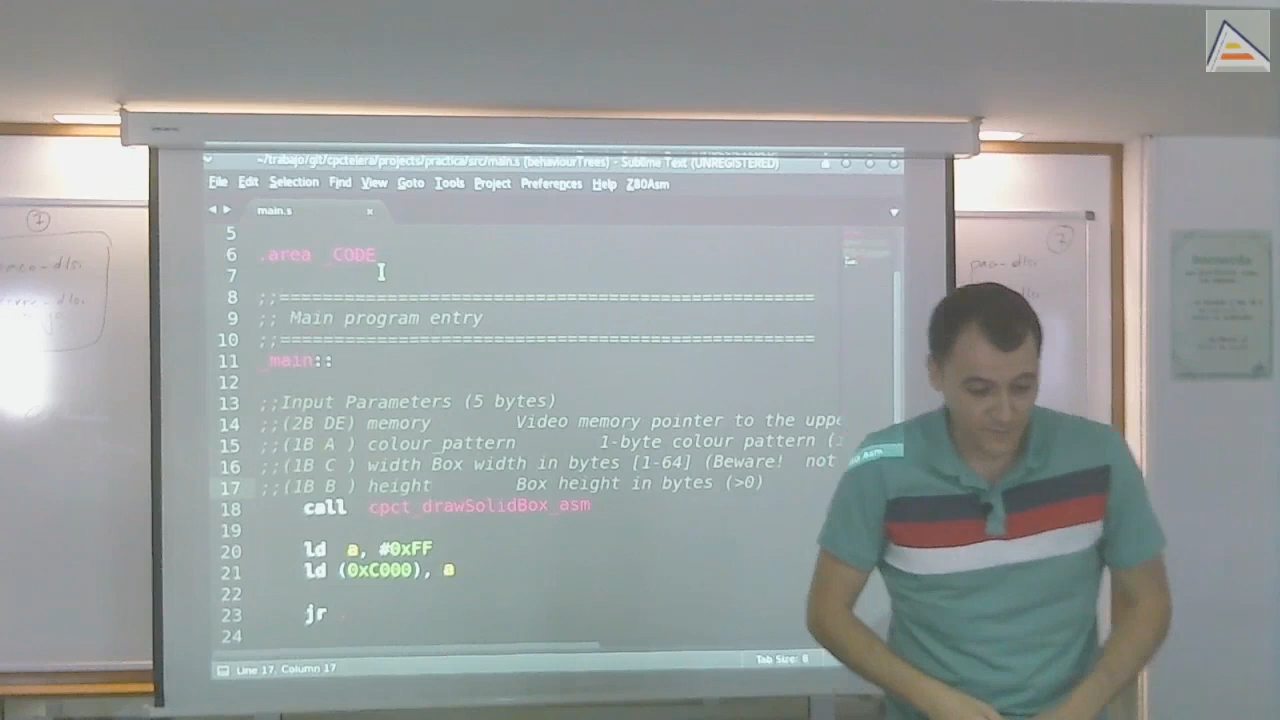 ~/trabajo/git/cpctelera/projects/practica/src/main.s (behaviourTrees) - Sublime Text (UNREGISTERED)
File Edit Selection Find View Goto Tools Project Preferences Help Z80Asm
main.s x
5
6 .area _CODE
7
8 ;;==================================================
9 ;; Main program entry
10 ;;==================================================
11 _main::
12
13 ;;Input Parameters (5 bytes)
14 ;;(2B DE) memory Video memory pointer to the
15 ;;(1B A ) colour_pattern 1-byte colour pattern
16 ;;(1B C ) width Box width in bytes [1-64] (Beware! not
17 ;;(1B B ) height Box height in bytes (>0)
18 call cpct_drawSolidBox_asm
19
20 ld a, #0xFF
21 ld (0xC000), a
22
23 jr
24
Line 17, Column 17
Tab Size: 8